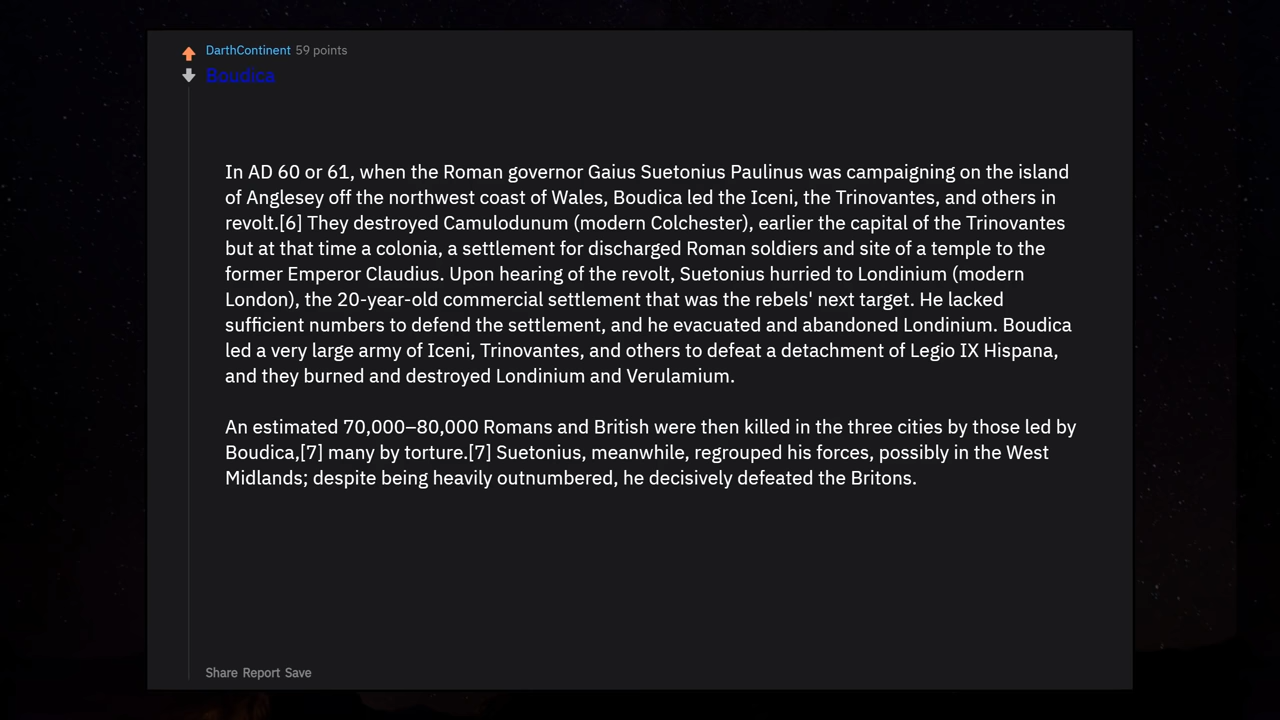 DarthContinent 59 points
Boudica
In AD 60 or 61, when the Roman governor Gaius Suetonius Paulinus was campaigning on the island
of Anglesey off the northwest coast of Wales, Boudica led the Iceni, the Trinovantes, and others in
revolt.[6] They destroyed Camulodunum (modern Colchester), earlier the capital of the Trinovantes
but at that time a colonia, a settlement for discharged Roman soldiers and site of a temple to the
former Emperor Claudius. Upon hearing of the revolt, Suetonius hurried to Londinium (modern
London), the 20-year-old commercial settlement that was the rebels' next target. He lacked
sufficient numbers to defend the settlement, and he evacuated and abandoned Londinium. Boudica
led a very large army of Iceni, Trinovantes, and others to defeat a detachment of Legio IX Hispana,
and they burned and destroyed Londinium and Verulamium.
An estimated 70,000–80,000 Romans and British were then killed in the three cities by those led by
Boudica,[7] many by torture.[7] Suetonius, meanwhile, regrouped his forces, possibly in the West
Midlands; despite being heavily outnumbered, he decisively defeated the Britons.
Share Report Save